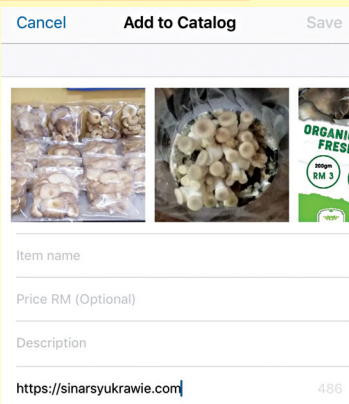 Cancel Add to Catalog Save
ORGANI
FRESH
200gm
RM 3
Item name
Price RM (Optional)
Description
https://sinarsyukrawie.com 486